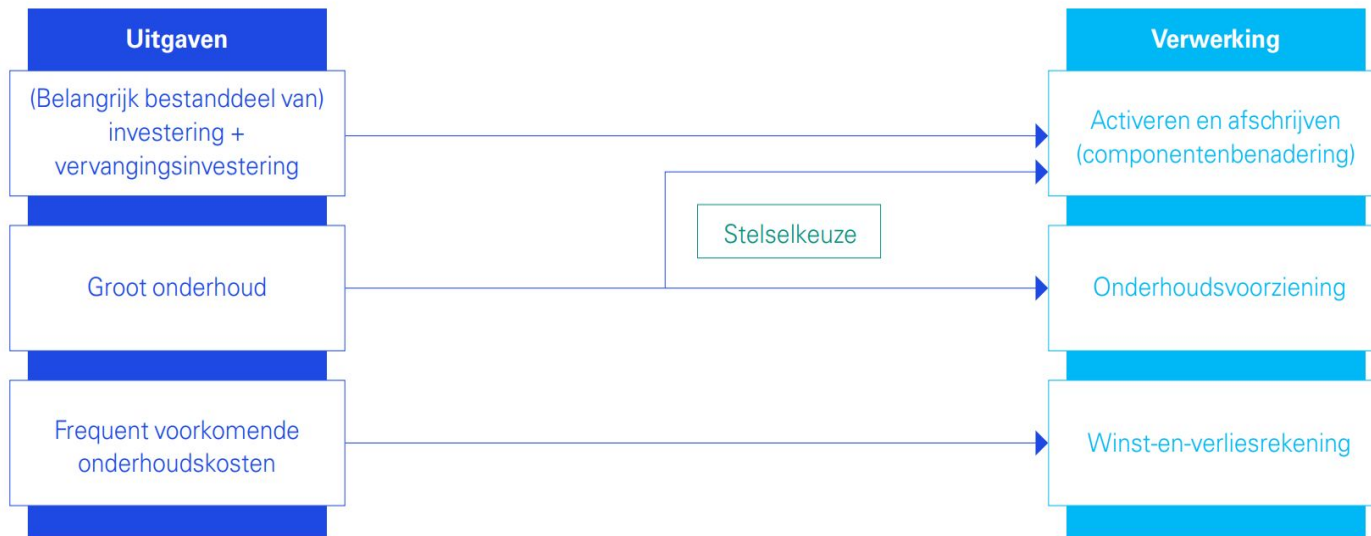 Uitgaven
Verwerking
(Belangrijk bestanddeel van)
investering +
vervangingsinvestering
Activeren en afschrijven
(componentenbenadering)
Stelselkeuze
Groot onderhoud
Onderhoudsvoorziening
Frequent voorkomende
onderhoudskosten
Winst-en-verliesrekening